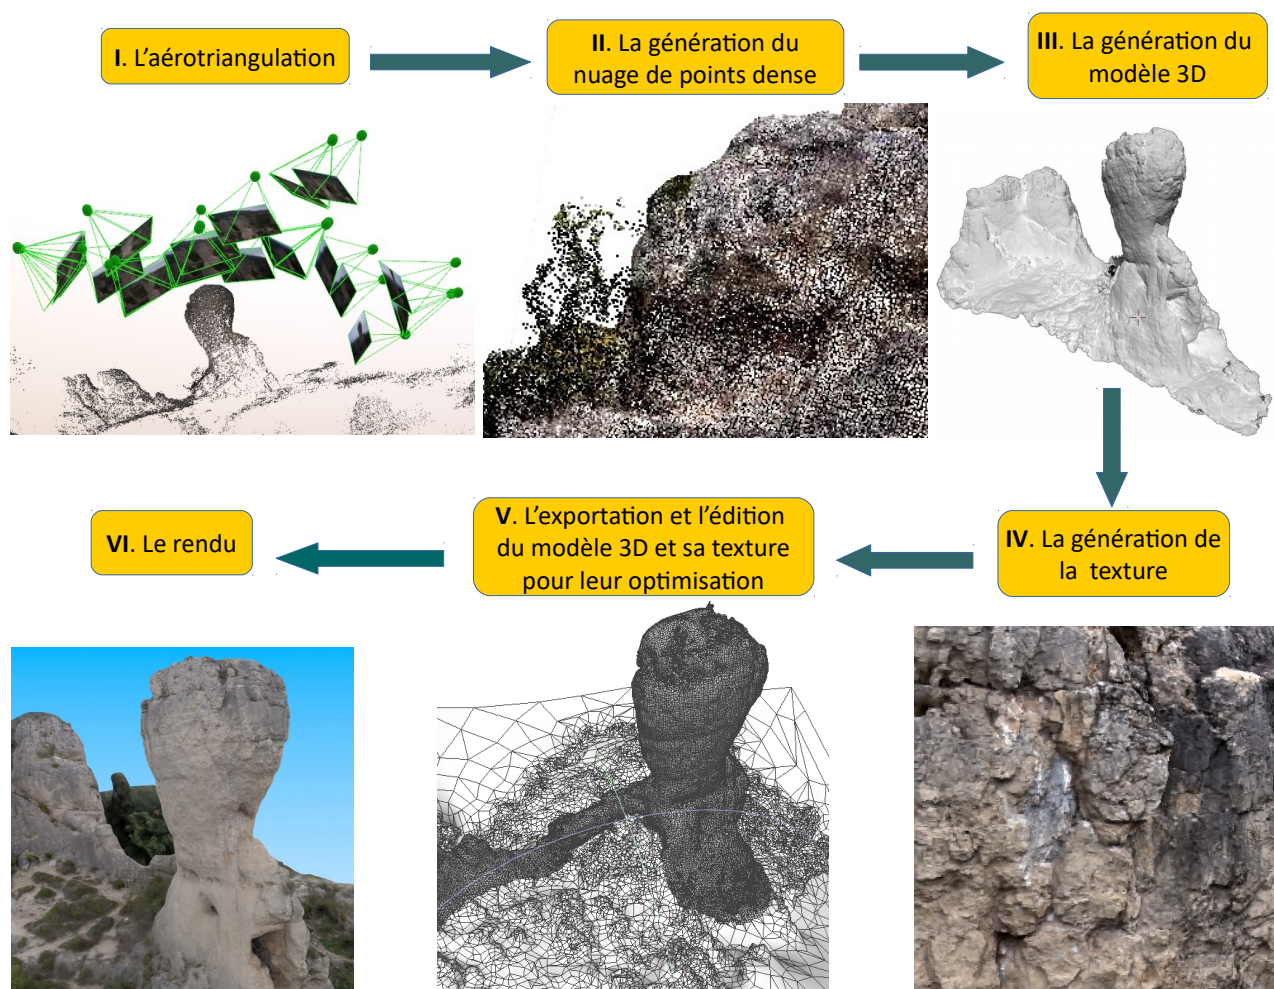 I. L’aérotriangulation
II. La génération du
nuage de points dense
III. La génération du
modèle 3D
IV. La génération de
la texture
V. L’exportation et l’édition
du modèle 3D et sa texture
pour leur optimisation
VI. Le rendu